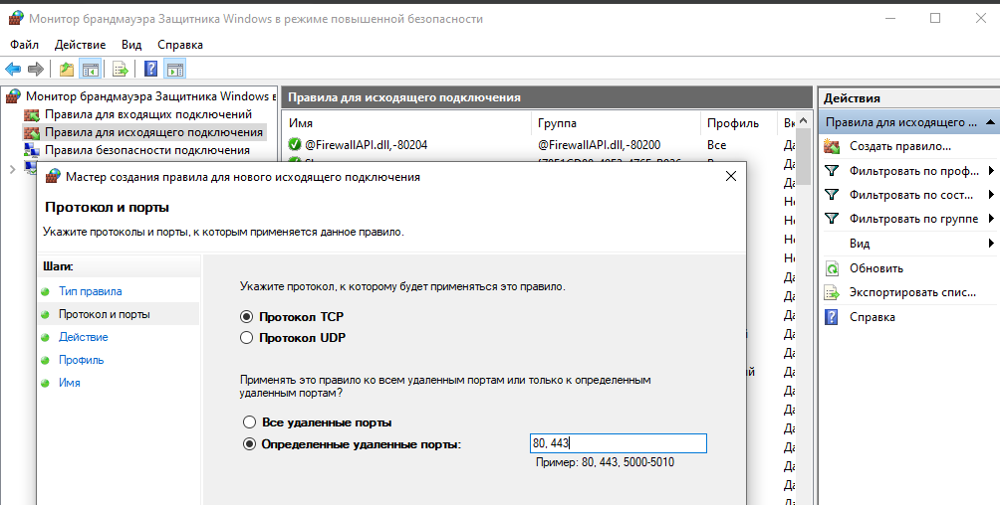 Монитор брандмауэра Защитника Windows в режиме повышенной безопасности
Файл Действие Вид Справка
Монитор брандмауэра Защитника Windows в
Правила для входящих подключений
Правила для исходящего подключения
Правила безопасности подключения
Правила для исходящего подключения
Имя Группа Профиль Вк
@FirewallAPI.dll,-80204 @FirewallAPI.dll,-80200 Все Да
Действия
Правила для исходящего ...
Создать правило...
Фильтровать по проф...
Фильтровать по сост...
Фильтровать по группе
Вид
Обновить
Экспортировать спис...
Справка
Мастер создания правила для нового исходящего подключения
Протокол и порты
Укажите протоколы и порты, к которым применяется данное правило.
Шаги:
Тип правила
Протокол и порты
Действие
Профиль
Имя
Укажите протокол, к которому будет применяться это правило.
Протокол TCP
Протокол UDP
Применять это правило ко всем удаленным портам или только к определенным
удаленным портам?
Все удаленные порты
Определенные удаленные порты: 80, 443
Пример: 80, 443, 5000-5010